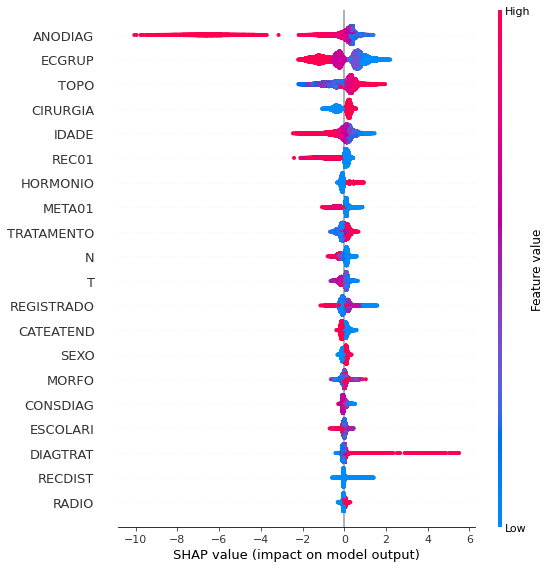 High
ANODIAG
ECGRUP
TOPO
CIRURGIA
IDADE
REC01
HORMONIO
META01
TRATAMENTO
N
T
REGISTRADO
CATEATEND
SEXO
MORFO
CONSDIAG
ESCOLARI
DIAGTRAT
RECDIST
RADIO
Feature value
Low
−10 −8 −6 −4 −2 0 2 4 6
SHAP value (impact on model output)